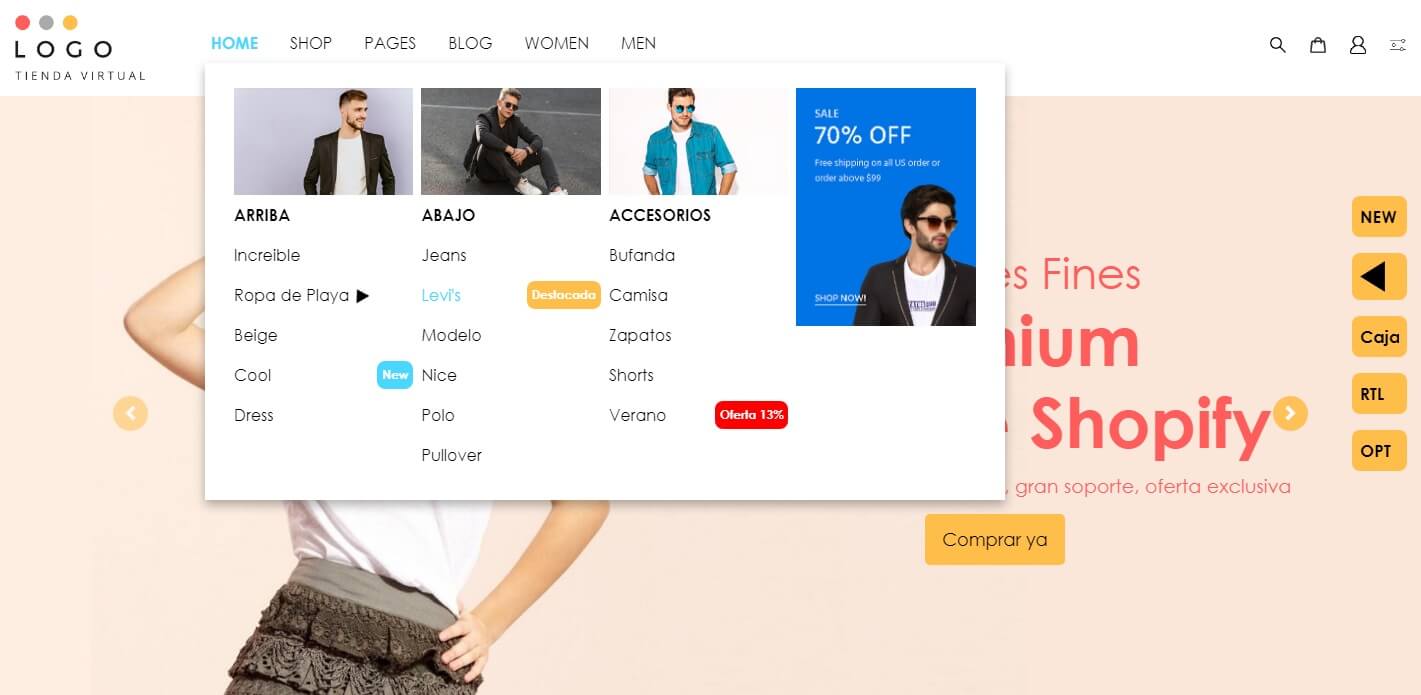 LOGO
TIENDA VIRTUAL
HOME SHOP PAGES BLOG WOMEN MEN
ARRIBA
Increible
Ropa de Playa
Beige
Cool New
Dress
ABAJO
Jeans
Levi's Destacada
Modelo
Nice
Polo
Pullover
ACCESORIOS
Bufanda
Camisa
Zapatos
Shorts
Verano Oferta 13%
SALE
70% OFF
Free shipping on all US order or
order above $99
SHOP NOW!
Fines
Shopify
, gran soporte, oferta exclusiva
Comprar ya
NEW
Caja
RTL
OPT